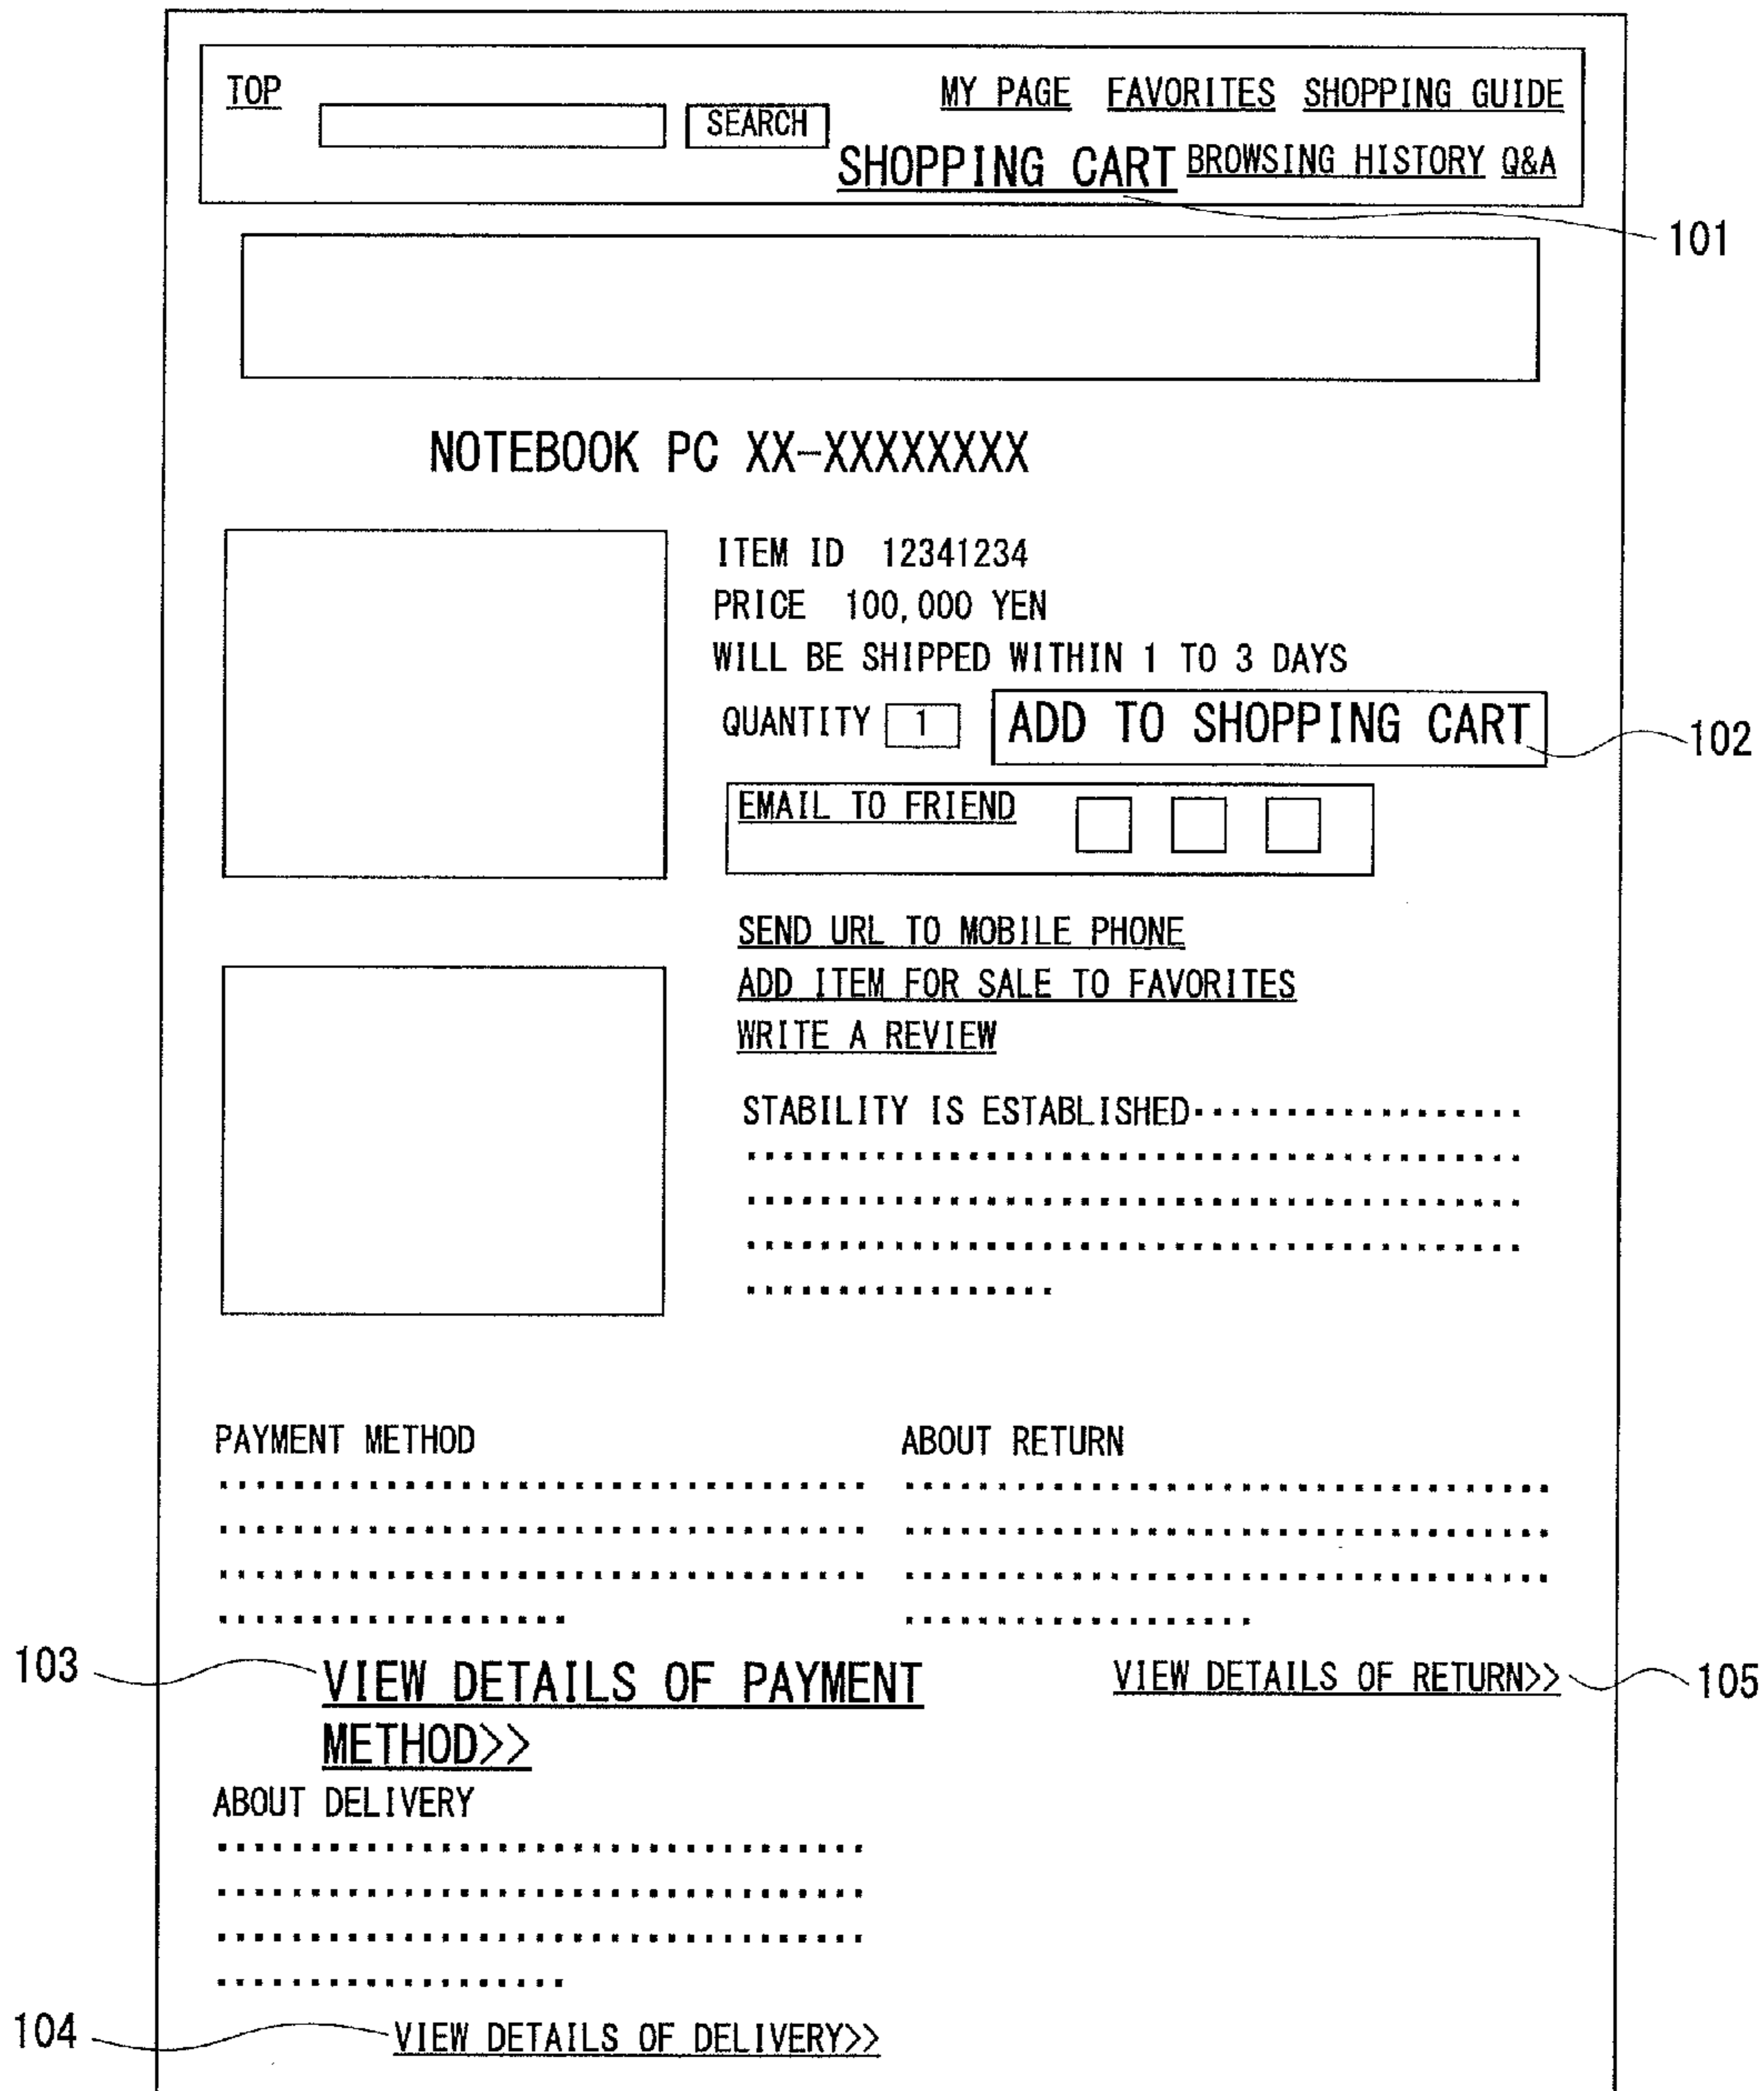 TOP
MY PAGE FAVORITES SHOPPING GUIDE
SEARCH
SHOPPING CART BROWSING HISTORY Q&A
101
NOTEBOOK PC XX-XXXXXXXX
ITEM ID 12341234
PRICE 100,000 YEN
WILL BE SHIPPED WITHIN 1 TO 3 DAYS
QUANTITY 1 ADD TO SHOPPING CART
102
EMAIL TO FRIEND
SEND URL TO MOBILE PHONE
ADD ITEM FOR SALE TO FAVORITES
WRITE A REVIEW
STABILITY IS ESTABLISHED
PAYMENT METHOD
ABOUT RETURN
103
VIEW DETAILS OF PAYMENT
METHOD>>
VIEW DETAILS OF RETURN>>
105
ABOUT DELIVERY
104
VIEW DETAILS OF DELIVERY>>